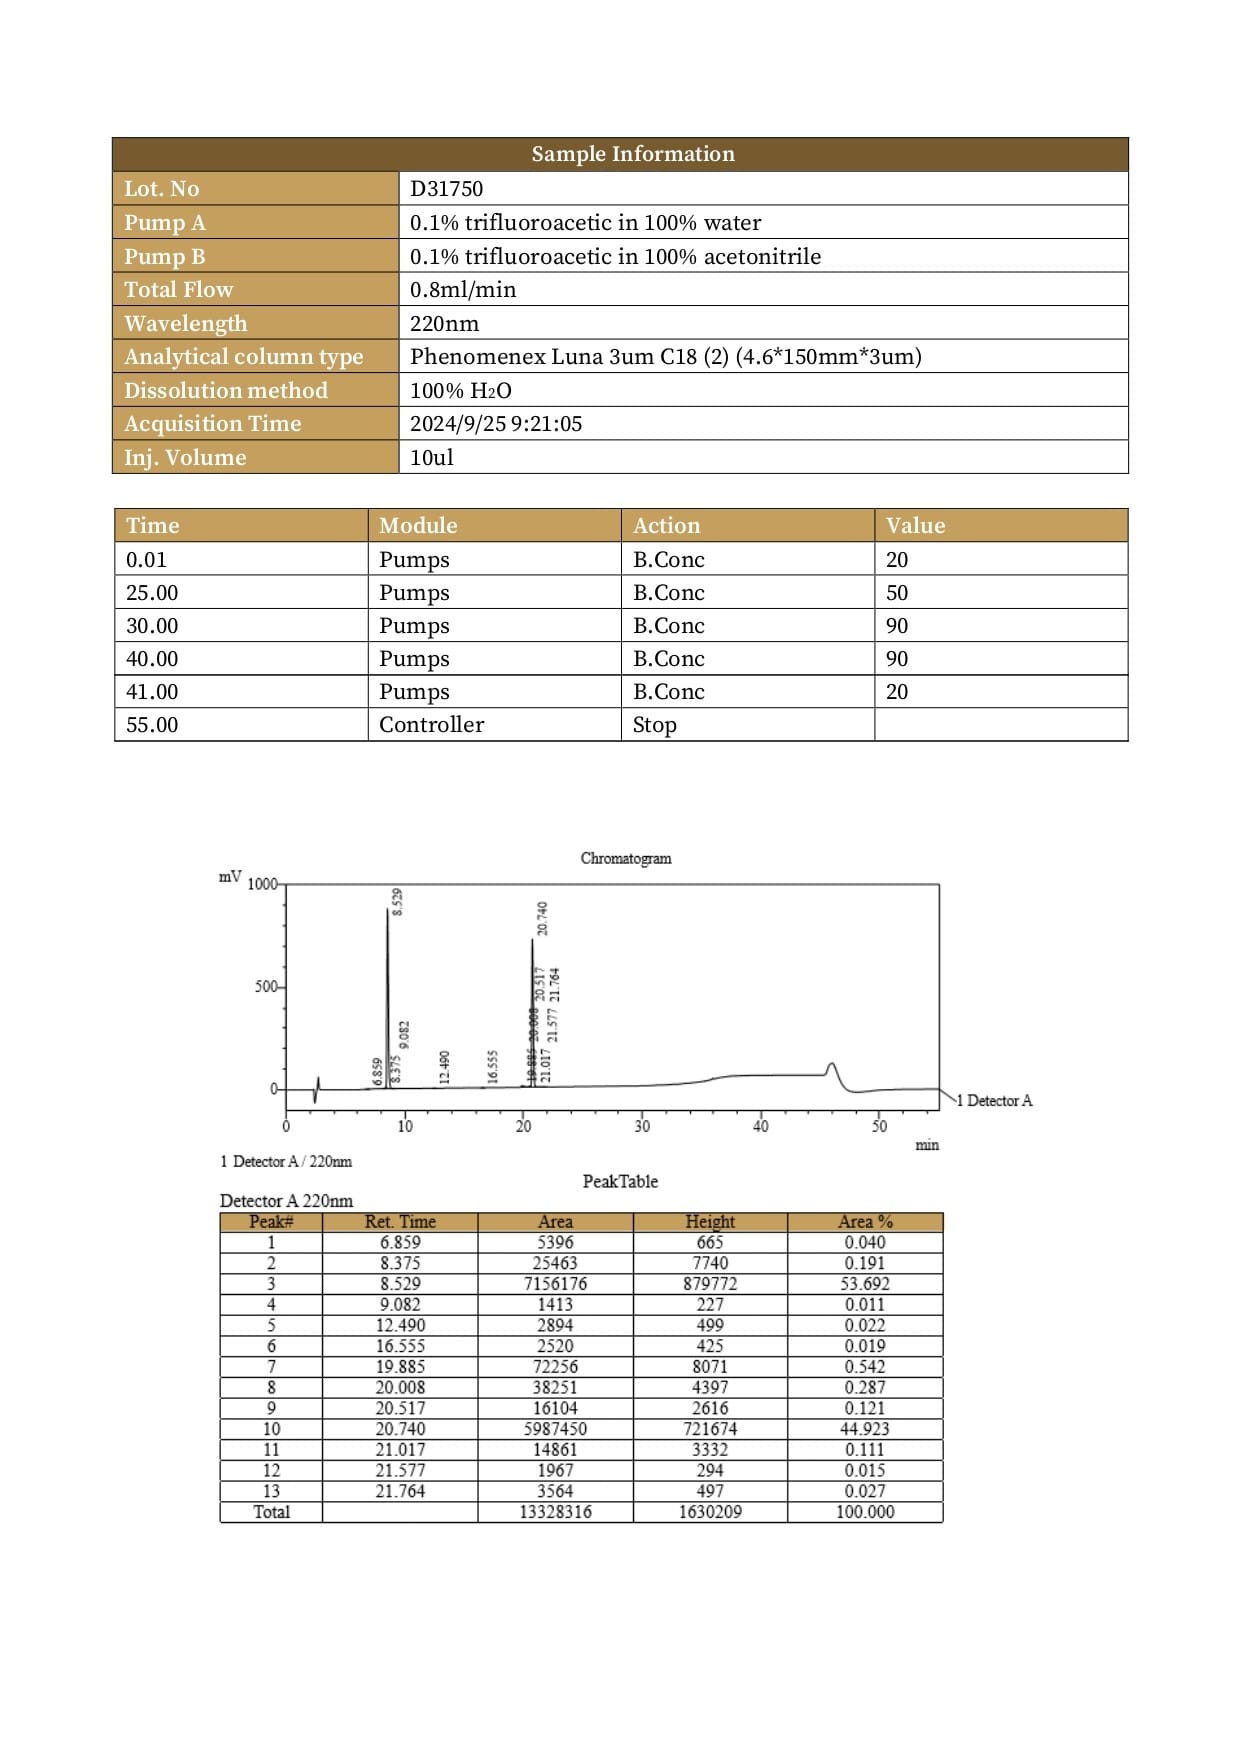 Sample Information
Lot. No D31750
Pump A 0.1% trifluoroacetic in 100% water
Pump B 0.1% trifluoroacetic in 100% acetonitrile
Total Flow 0.8ml/min
Wavelength 220nm
Analytical column type Phenomenex Luna 3um C18 (2) (4.6*150mm*3um)
Dissolution method 100% H₂O
Acquisition Time 2024/9/25 9:21:05
Inj. Volume 10ul
Time Module Action Value
0.01 Pumps B.Conc 20
25.00 Pumps B.Conc 50
30.00 Pumps B.Conc 90
40.00 Pumps B.Conc 90
41.00 Pumps B.Conc 20
55.00 Controller Stop
Chromatogram
mV
1000
500
0
6.859
8.375
8.529
9.082
12.490
16.555
19.885
20.008
20.517
20.740
21.017
21.577
21.764
1 Detector A
0 10 20 30 40 50
min
1 Detector A / 220nm
PeakTable
Detector A 220nm
Peak# Ret. Time Area Height Area %
1 6.859 5396 665 0.040
2 8.375 25463 7740 0.191
3 8.529 7156176 879772 53.692
4 9.082 1413 227 0.011
5 12.490 2894 499 0.022
6 16.555 2520 425 0.019
7 19.885 72256 8071 0.542
8 20.008 38251 4397 0.287
9 20.517 16104 2616 0.121
10 20.740 5987450 721674 44.923
11 21.017 14861 3332 0.111
12 21.577 1967 294 0.015
13 21.764 3564 497 0.027
Total 13328316 1630209 100.000